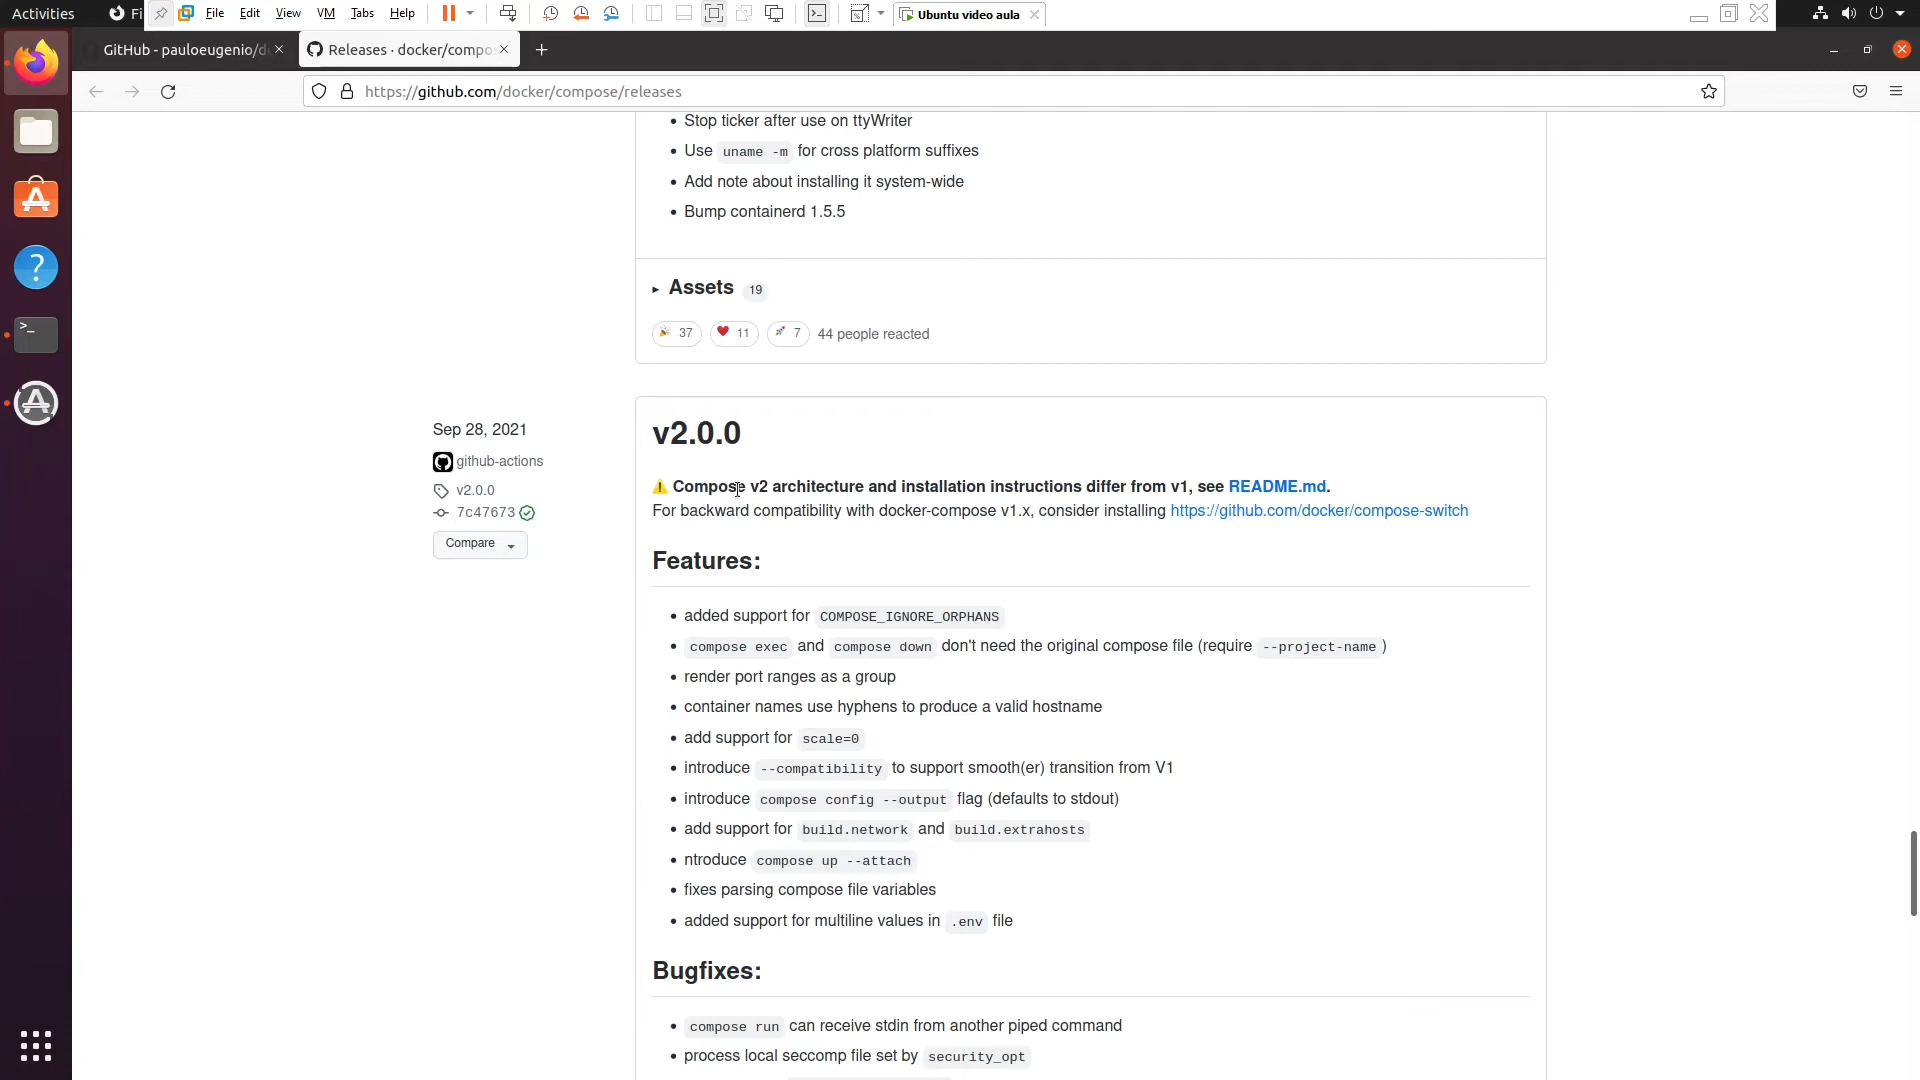 Activities
Fi
File Edit View VM Tabs Help
Ubuntu video aula
GitHub - pauloeugenio/d
Releases · docker/compo
https://github.com/docker/compose/releases
• Stop ticker after use on ttyWriter
• Use uname -m for cross platform suffixes
• Add note about installing it system-wide
• Bump containerd 1.5.5
Assets 19
37 11 7 44 people reacted
Sep 28, 2021
github-actions
v2.0.0
7c47673
Compare
v2.0.0
⚠ Compose v2 architecture and installation instructions differ from v1, see README.md.
For backward compatibility with docker-compose v1.x, consider installing https://github.com/docker/compose-switch
Features:
• added support for COMPOSE_IGNORE_ORPHANS
• compose exec and compose down don't need the original compose file (require --project-name )
• render port ranges as a group
• container names use hyphens to produce a valid hostname
• add support for scale=0
• introduce --compatibility to support smooth(er) transition from V1
• introduce compose config --output flag (defaults to stdout)
• add support for build.network and build.extrahosts
• ntroduce compose up --attach
• fixes parsing compose file variables
• added support for multiline values in .env file
Bugfixes:
• compose run can receive stdin from another piped command
• process local seccomp file set by security_opt